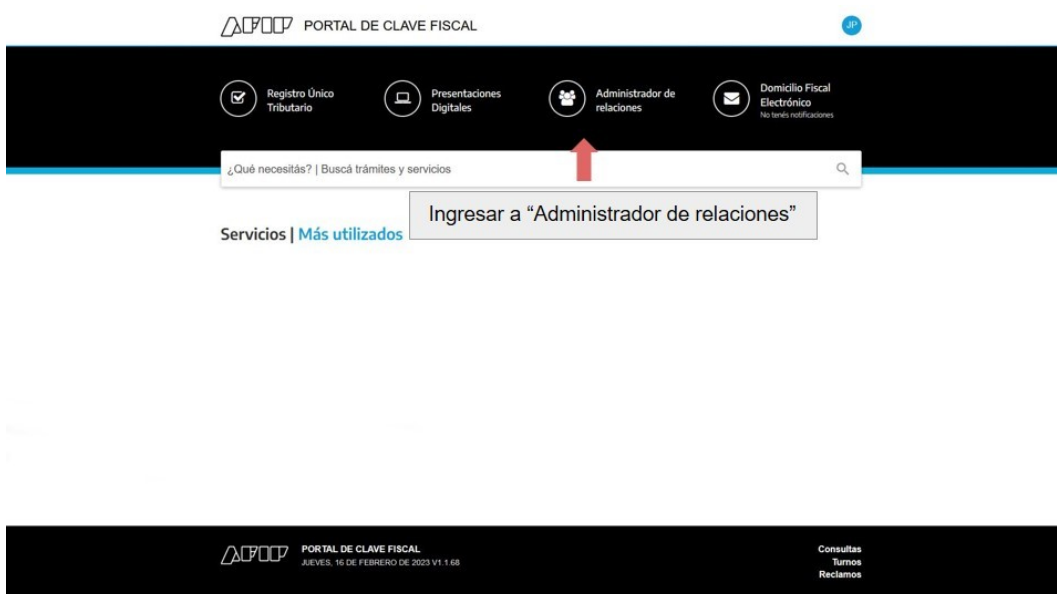 AFIP PORTAL DE CLAVE FISCAL
JP
Registro Único
Tributario
Presentaciones
Digitales
Administrador de
relaciones
Domicilio Fiscal
Electrónico
No tenés notificaciones
¿Qué necesitás? | Buscá trámites y servicios
Ingresar a “Administrador de relaciones”
Servicios | Más utilizados
AFIP
PORTAL DE CLAVE FISCAL
JUEVES, 16 DE FEBRERO DE 2023 V1.1.68
Consultas
Turnos
Reclamos